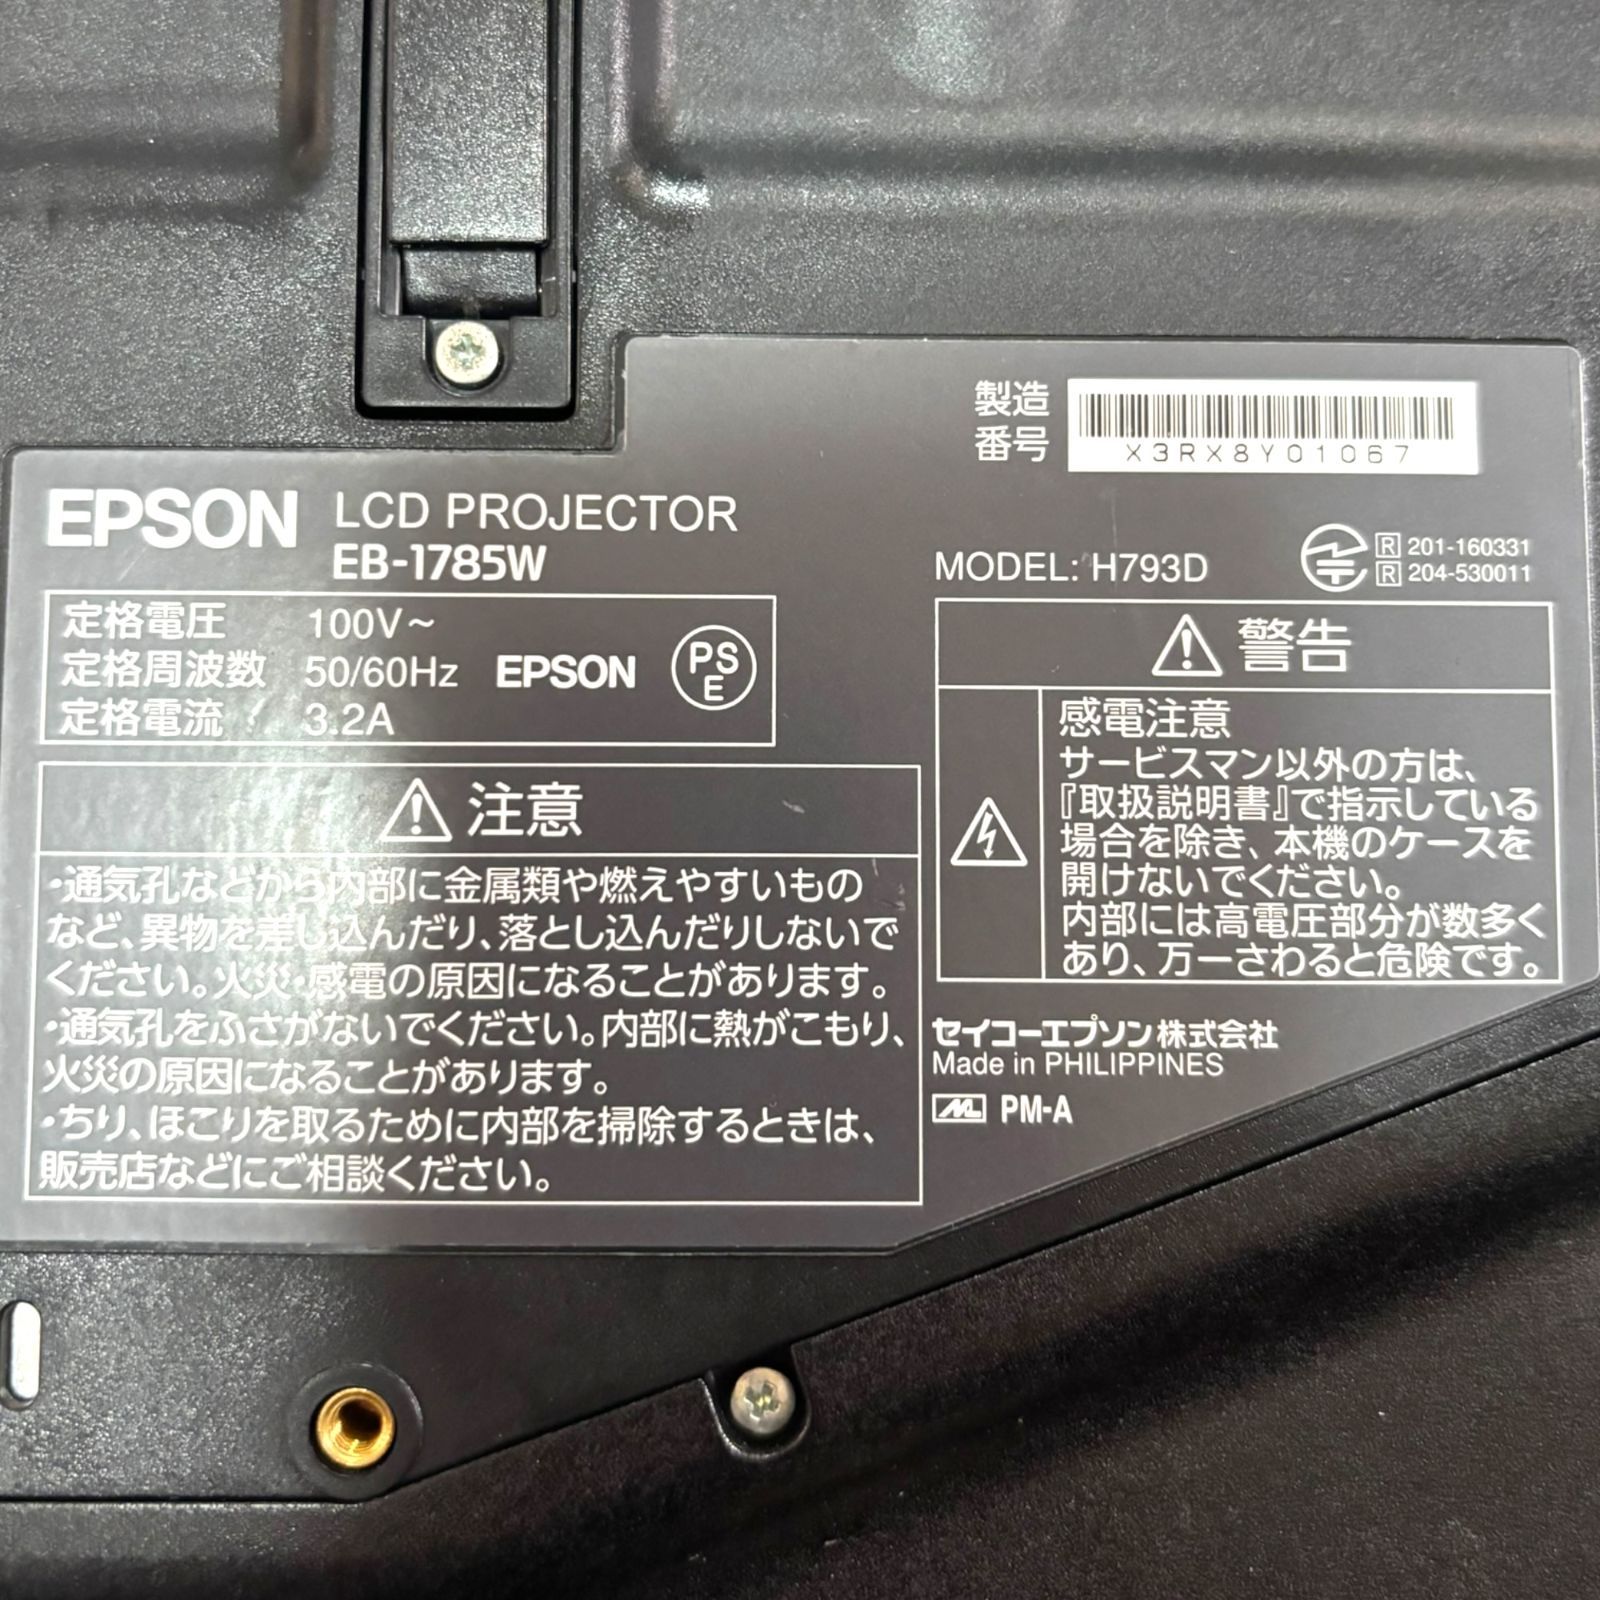 製造
番号
X3RX8Y01067
EPSON LCD PROJECTOR
EB-1785W
MODEL: H793D
R 201-160331
R 204-530011
定格電圧 100V～
定格周波数 50/60Hz EPSON PSE
定格電流 3.2A
注意
・通気孔などから内部に金属類や燃えやすいもの
など、異物を差し込んだり、落とし込んだりしないで
ください。火災・感電の原因になることがあります。
・通気孔をふさがないでください。内部に熱がこもり、
火災の原因になることがあります。
・ちり、ほこりを取るために内部を掃除するときは、
販売店などにご相談ください。
警告
感電注意
サービスマン以外の方は、
『取扱説明書』で指示している
場合を除き、本機のケースを
開けないでください。
内部には高電圧部分が数多く
あり、万一さわると危険です。
セイコーエプソン株式会社
Made in PHILIPPINES
PM-A